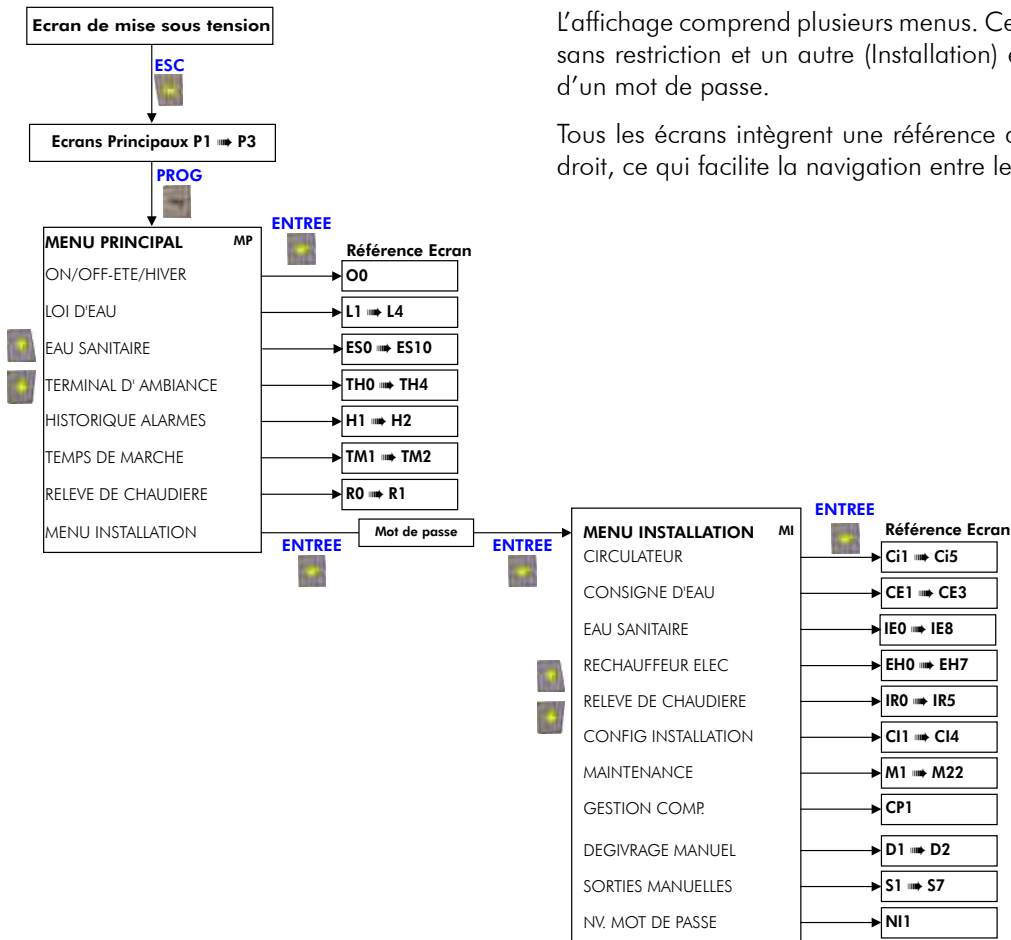 Ecran de mise sous tension
L'affichage comprend plusieurs menus. Ce
sans restriction et un autre (Installation) e
d'un mot de passe.
Tous les écrans intègrent une référence
droit, ce qui facilite la navigation entre le
ESC
Ecrans Principaux P1 ➠ P3
PROG
MENU PRINCIPAL MP
ENTREE
Référence Ecran
ON/OFF-ETE/HIVER O0
LOI D'EAU L1 ➠ L4
EAU SANITAIRE ES0 ➠ ES10
TERMINAL D' AMBIANCE TH0 ➠ TH4
HISTORIQUE ALARMES H1 ➠ H2
TEMPS DE MARCHE TM1 ➠ TM2
RELEVE DE CHAUDIERE R0 ➠ R1
MENU INSTALLATION
ENTREE
Mot de passe
ENTREE
MENU INSTALLATION MI
ENTREE
Référence Ecran
CIRCULATEUR Ci1 ➠ Ci5
CONSIGNE D'EAU CE1 ➠ CE3
EAU SANITAIRE IE0 ➠ IE8
RECHAUFFEUR ELEC EH0 ➠ EH7
RELEVE DE CHAUDIERE IR0 ➠ IR5
CONFIG INSTALLATION CI1 ➠ CI4
MAINTENANCE M1 ➠ M22
GESTION COMP. CP1
DEGIVRAGE MANUEL D1 ➠ D2
SORTIES MANUELLES S1 ➠ S7
NV. MOT DE PASSE NI1